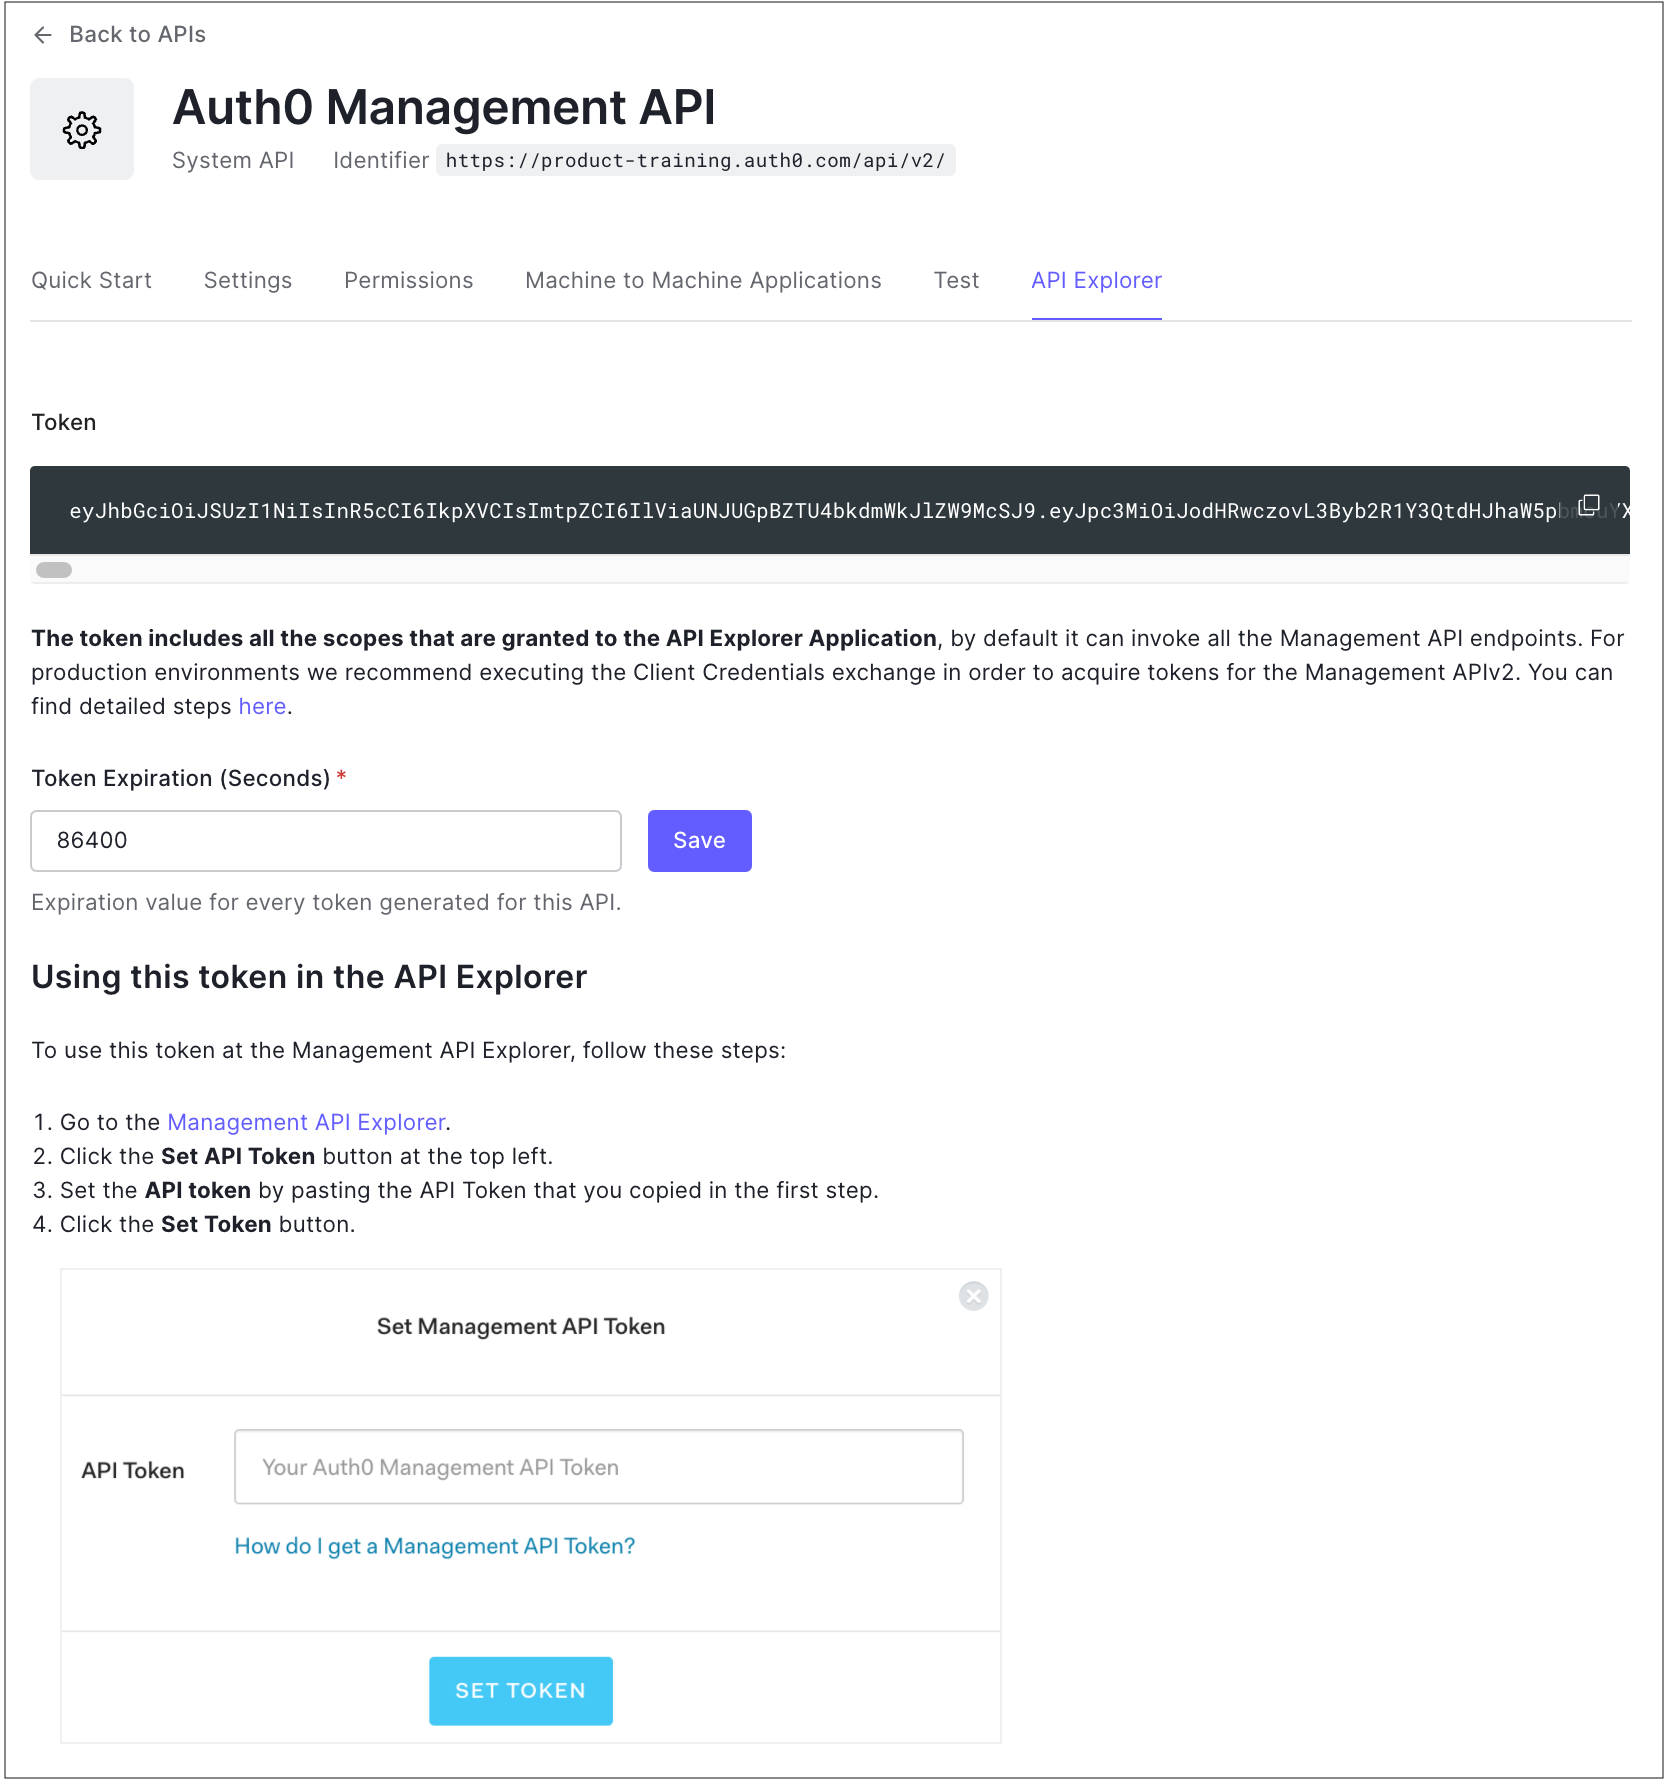 Back to APIs
Auth0 Management API
System API Identifier https://product-training.auth0.com/api/v2/
Quick Start Settings Permissions Machine to Machine Applications Test API Explorer
Token
eyJhbGciOiJSUzI1NiIsInR5cCI6IkpXVCIsImtpZCI6IlViaUNJUGpBZTU4bkdmWkJlZW9McSJ9.eyJpc3MiOiJodHRwczovL3Byb2R1Y3QtdHJhaW5p
The token includes all the scopes that are granted to the API Explorer Application, by default it can invoke all the Management API endpoints. For
production environments we recommend executing the Client Credentials exchange in order to acquire tokens for the Management APIv2. You can
find detailed steps here.
Token Expiration (Seconds) *
86400 Save
Expiration value for every token generated for this API.
Using this token in the API Explorer
To use this token at the Management API Explorer, follow these steps:
1. Go to the Management API Explorer.
2. Click the Set API Token button at the top left.
3. Set the API token by pasting the API Token that you copied in the first step.
4. Click the Set Token button.
Set Management API Token
API Token Your Auth0 Management API Token
How do I get a Management API Token?
SET TOKEN